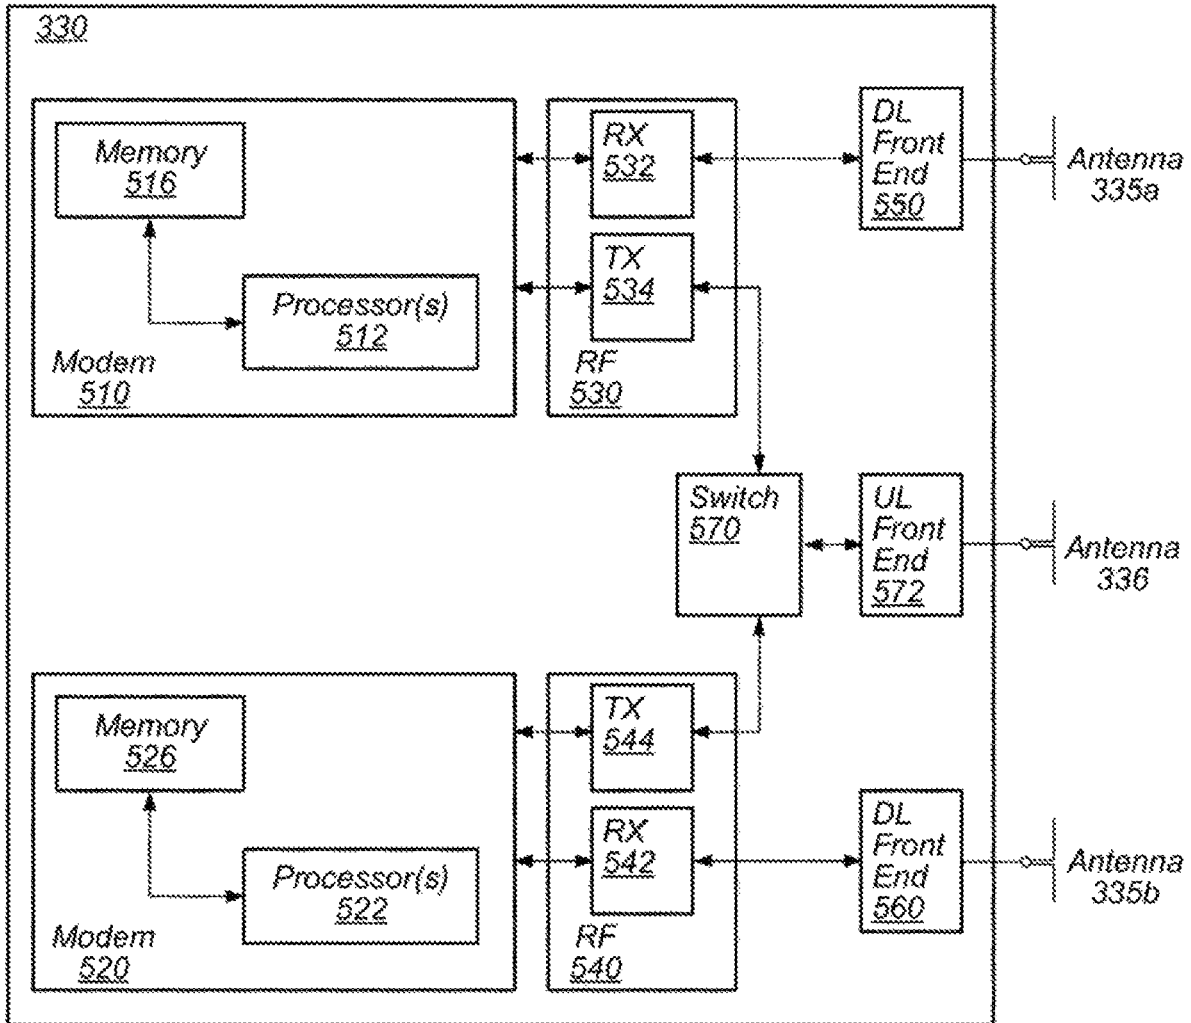 330
Memory
516
Processor(s)
512
Modem
510
RX
532
TX
534
RF
530
DL
Front
End
550
Antenna
335a
Switch
570
UL
Front
End
572
Antenna
336
Memory
526
Processor(s)
522
Modem
520
TX
544
RX
542
RF
540
DL
Front
End
560
Antenna
335b